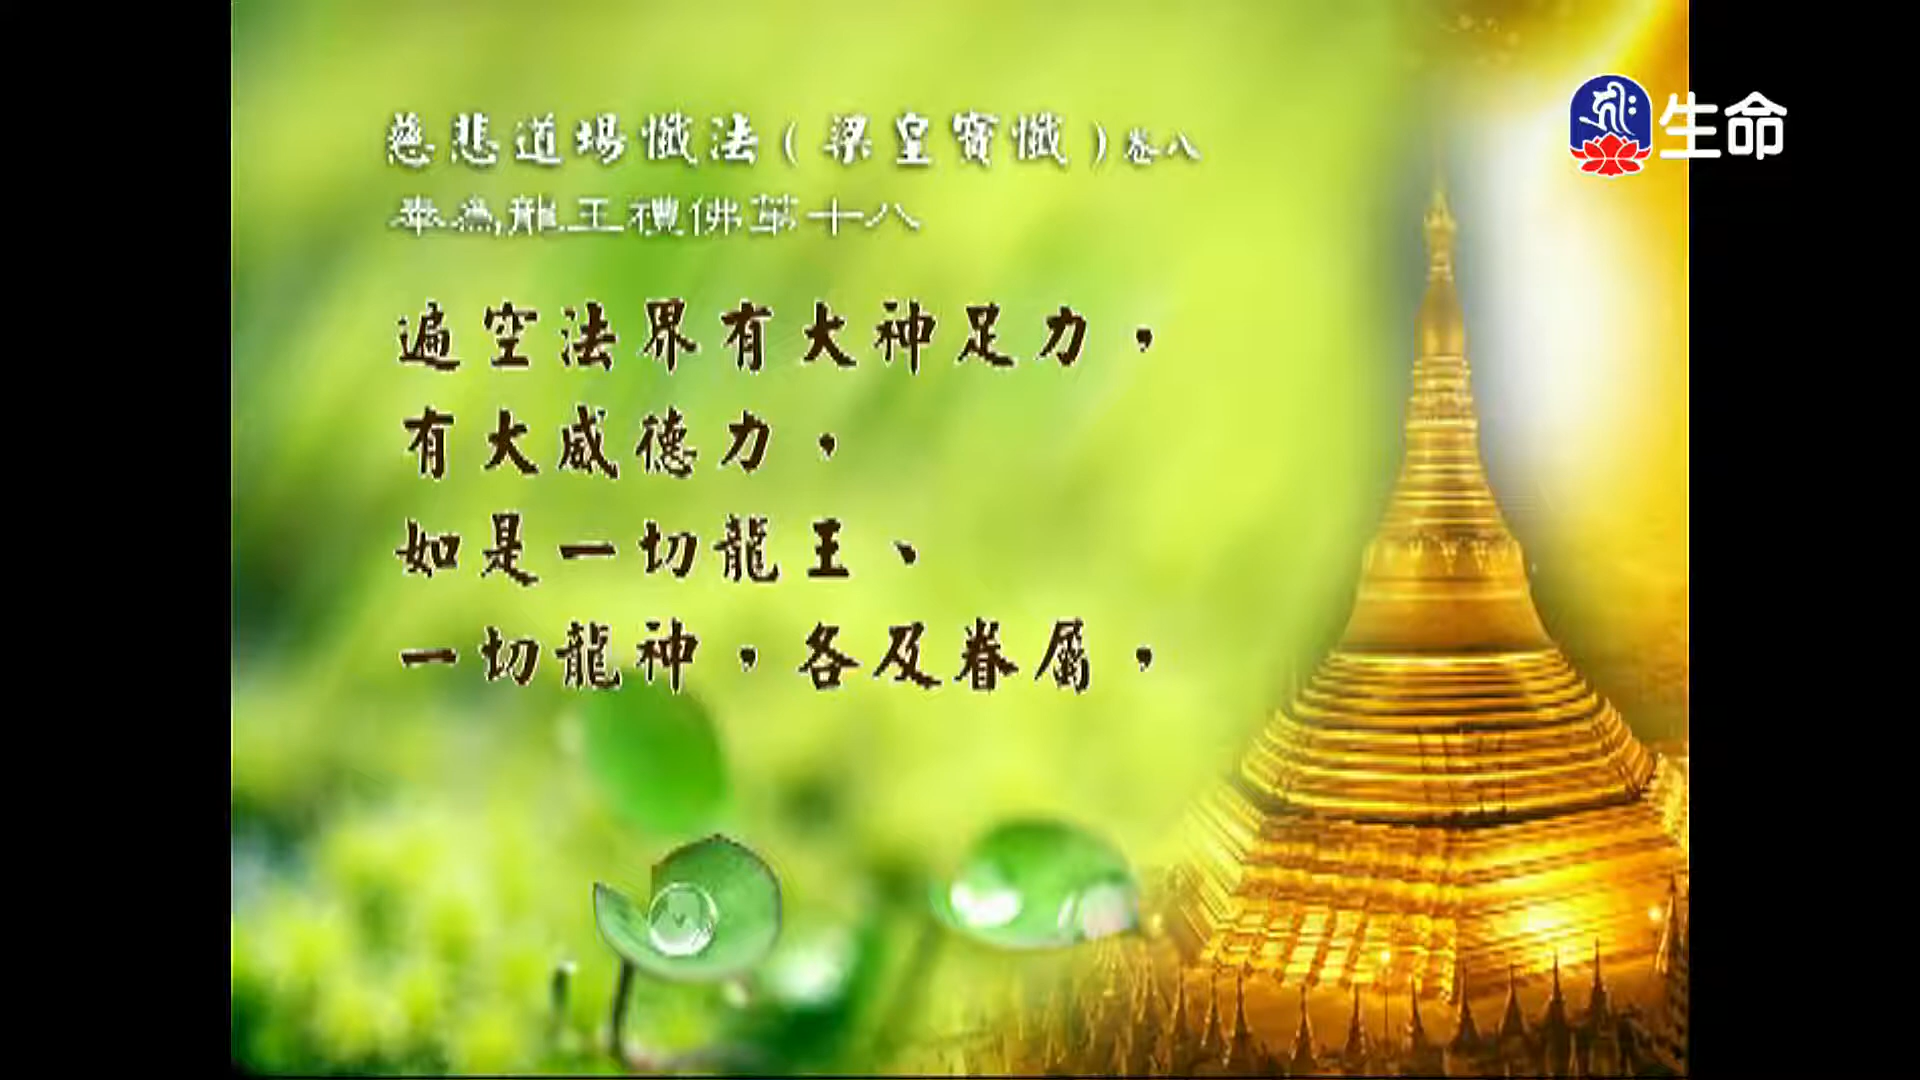 慈悲道場懺法(梁皇寶懺)卷八
奉為龍王禮佛第十八
遍空法界有大神足力，
有大威德力，
如是一切龍王、
一切龍神，各及眷屬，
生命